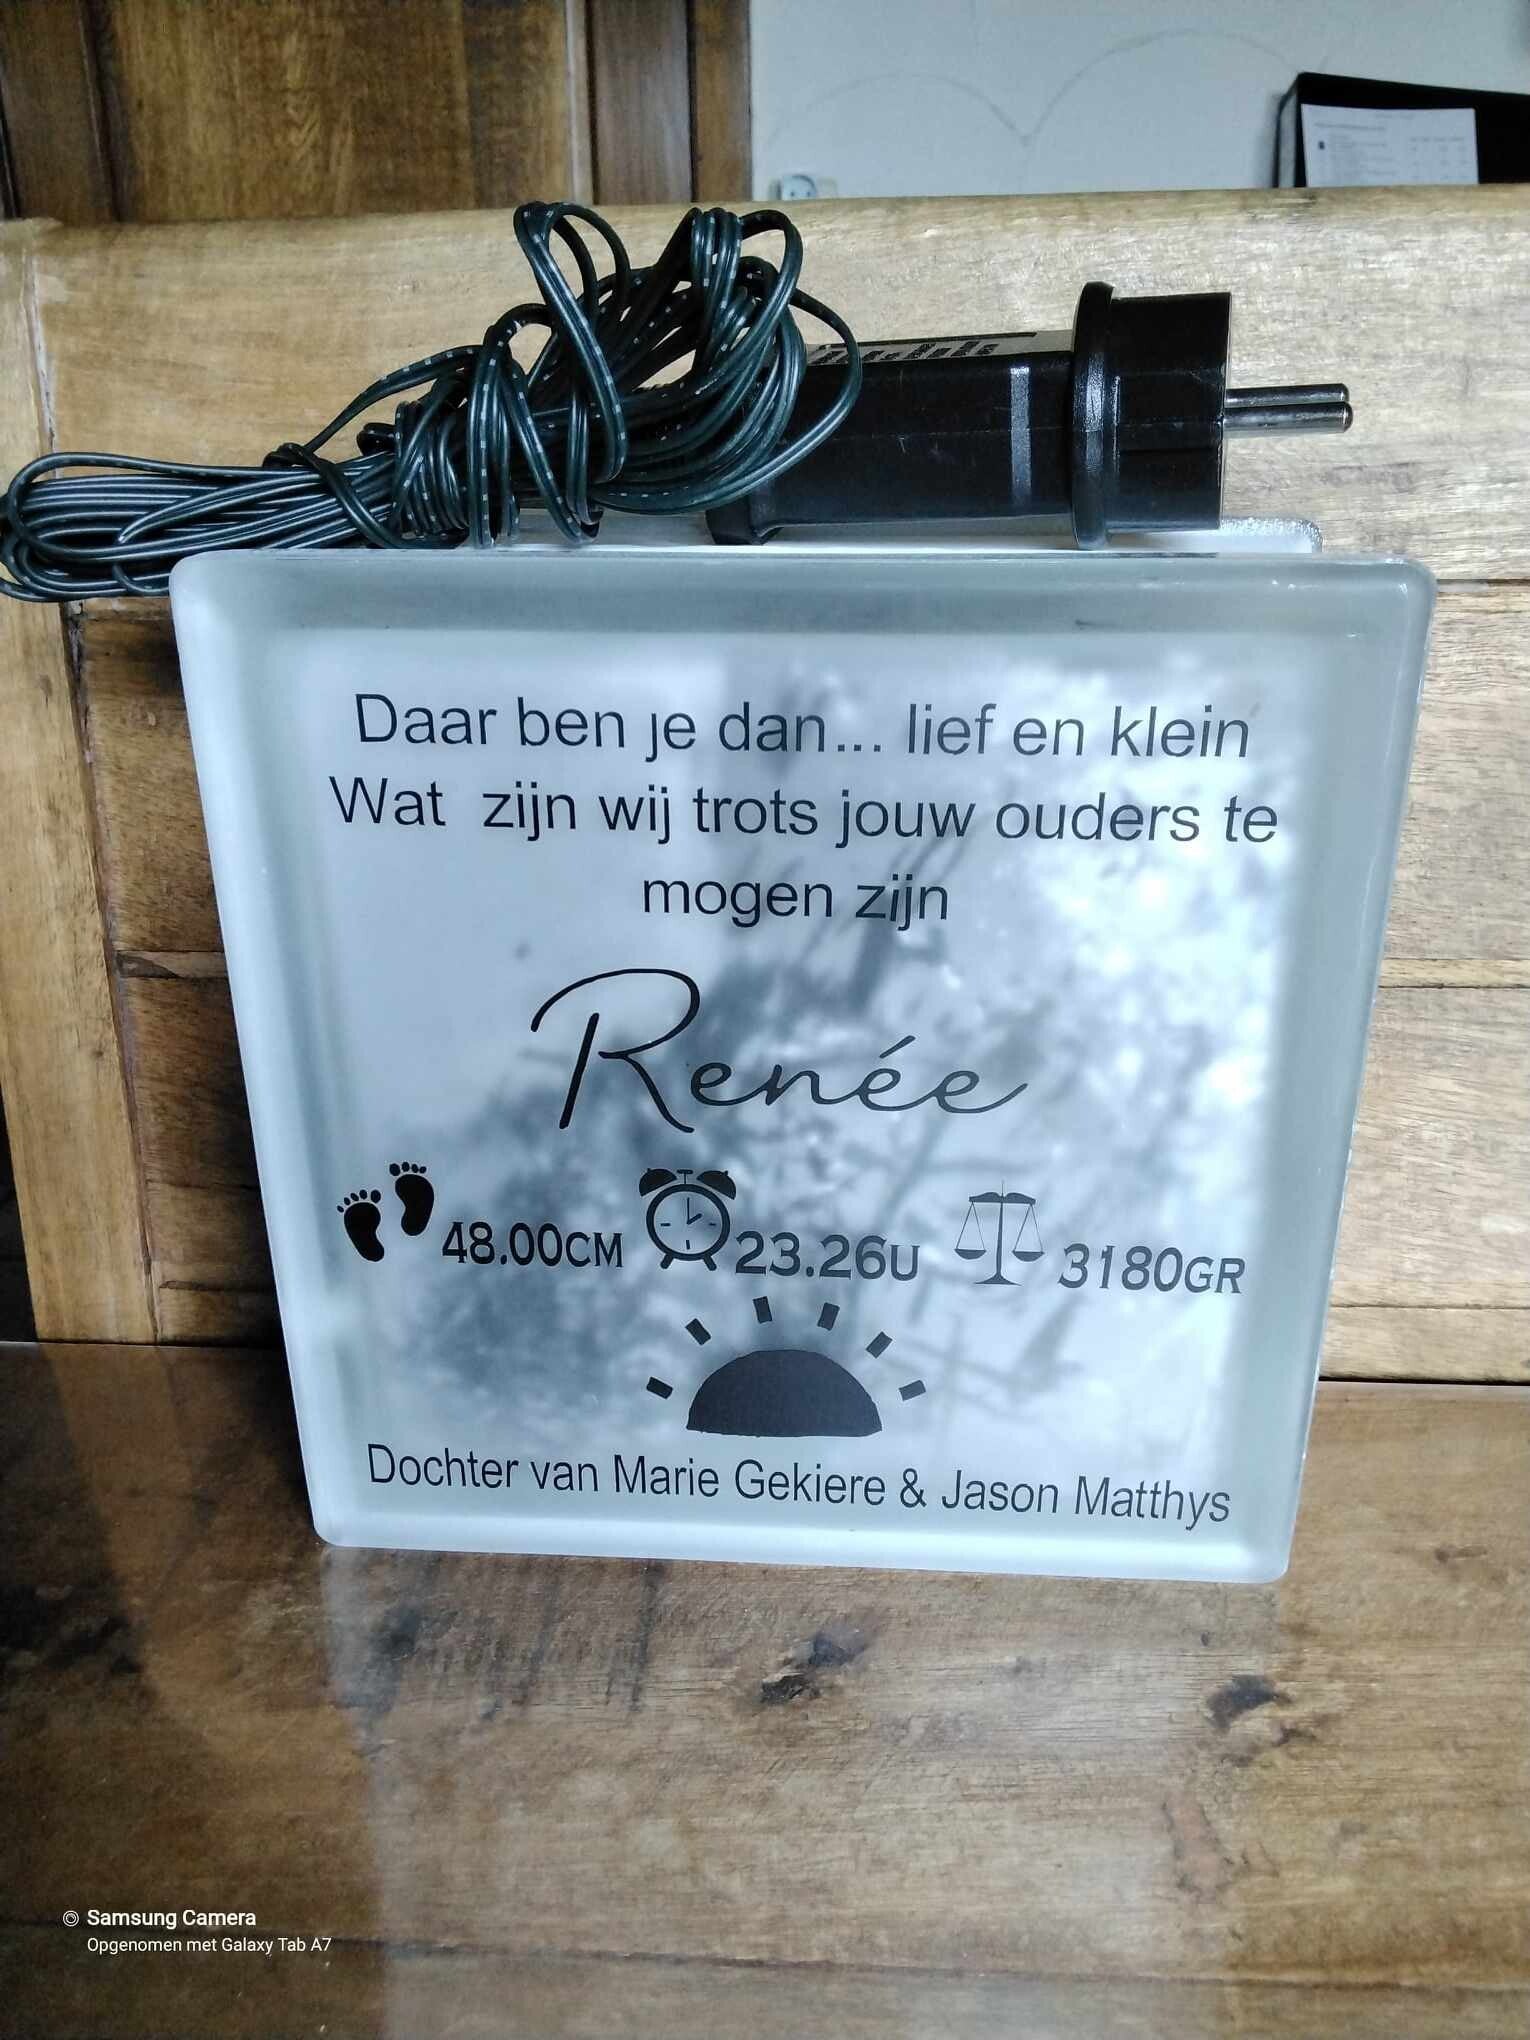 Daar ben je dan... lief en klein
Wat zijn wij trots jouw ouders te
mogen zijn
Renée
48.00CM 23.26U 3180GR
Dochter van Marie Gekiere & Jason Matthys
Samsung Camera
Opgenomen met Galaxy Tab A7